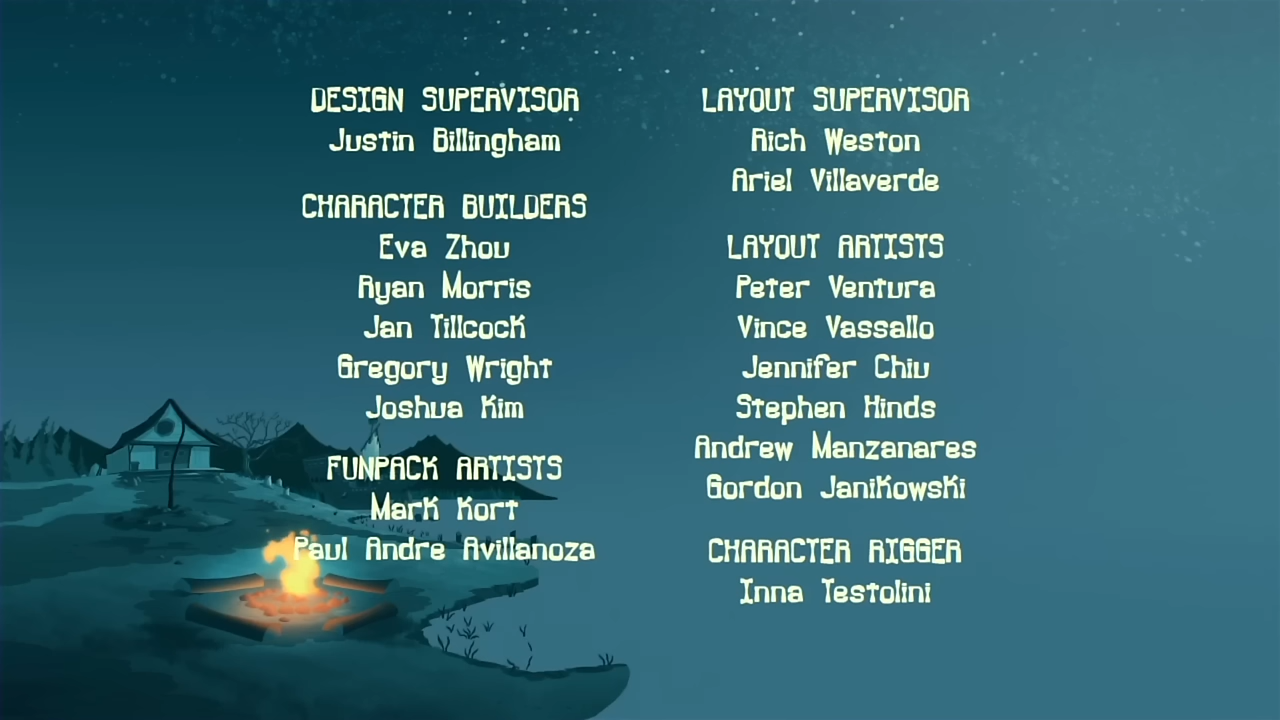 DESIGN SUPERVISOR
Justin Billingham
CHARACTER BUILDERS
Eva Zhou
Ryan Morris
Jan Tillcock
Gregory Wright
Joshua Kim
FUNPACK ARTISTS
Mark Kort
Paul Andre Avillanoza
LAYOUT SUPERVISOR
Rich Weston
Ariel Villaverde
LAYOUT ARTISTS
Peter Ventura
Vince Vassallo
Jennifer Chiu
Stephen Hinds
Andrew Manzanares
Gordon Janikowski
CHARACTER RIGGER
Inna Testolini